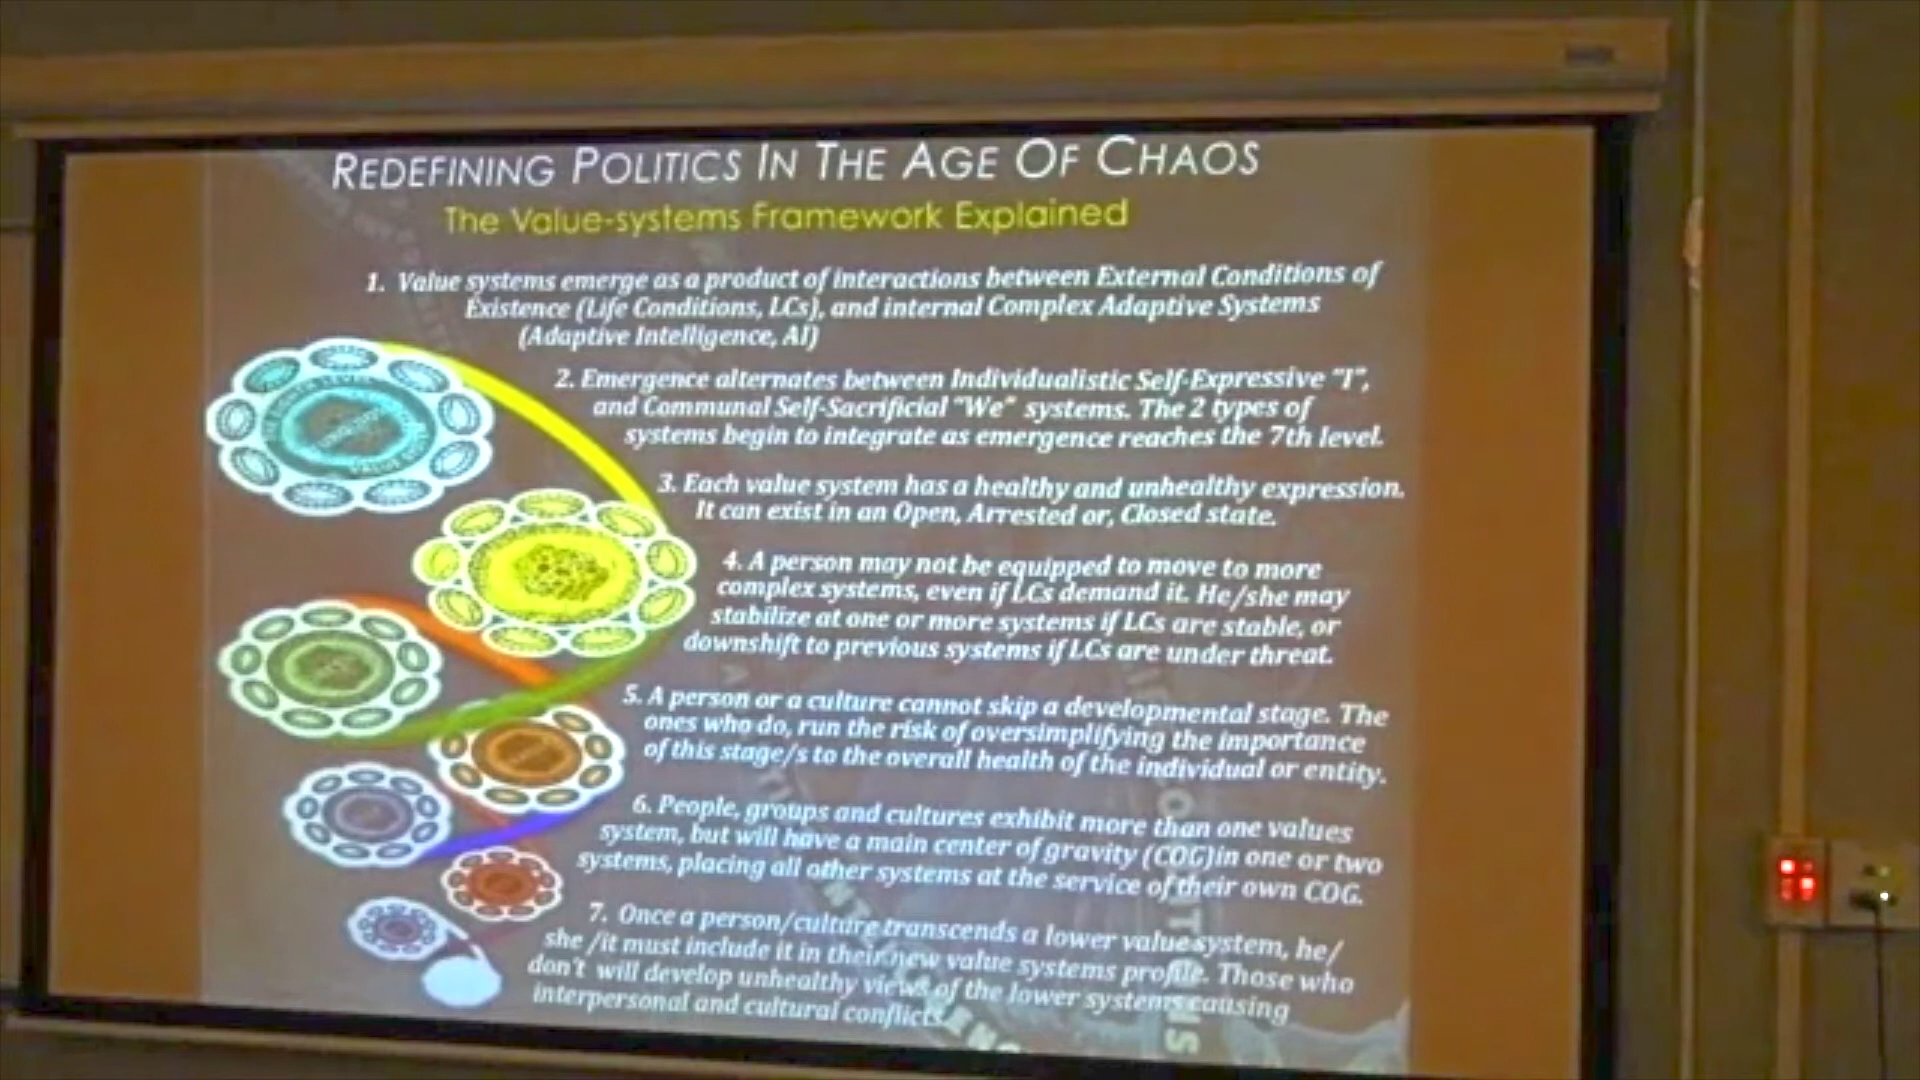 REDEFINING POLITICS IN THE AGE OF CHAOS
The Value-systems Framework Explained
1. Value systems emerge as a product of interactions between External Conditions of
Existence (Life Conditions, LCs), and internal Complex Adaptive Systems
(Adaptive Intelligence, AI)
2. Emergence alternates between Individualistic Self-Expressive "I",
and Communal Self-Sacrificial "We" systems. The 2 types of
systems begin to integrate as emergence reaches the 7th level.
3. Each value system has a healthy and unhealthy expression.
It can exist in an Open, Arrested or, Closed state.
4. A person may not be equipped to move to more
complex systems, even if LCs demand it. He/she may
stabilize at one or more systems if LCs are stable, or
downshift to previous systems if LCs are under threat.
5. A person or a culture cannot skip a developmental stage. The
ones who do, run the risk of oversimplifying the importance
of this stage/s to the overall health of the individual or entity.
6. People, groups and cultures exhibit more than one values
system, but will have a main center of gravity (COG)in one or two
systems, placing all other systems at the service of their own COG.
7. Once a person/culture transcends a lower value system, he/
she /it must include it in their new value systems profile. Those who
don't will develop unhealthy views of the lower systems causing
interpersonal and cultural conflicts.